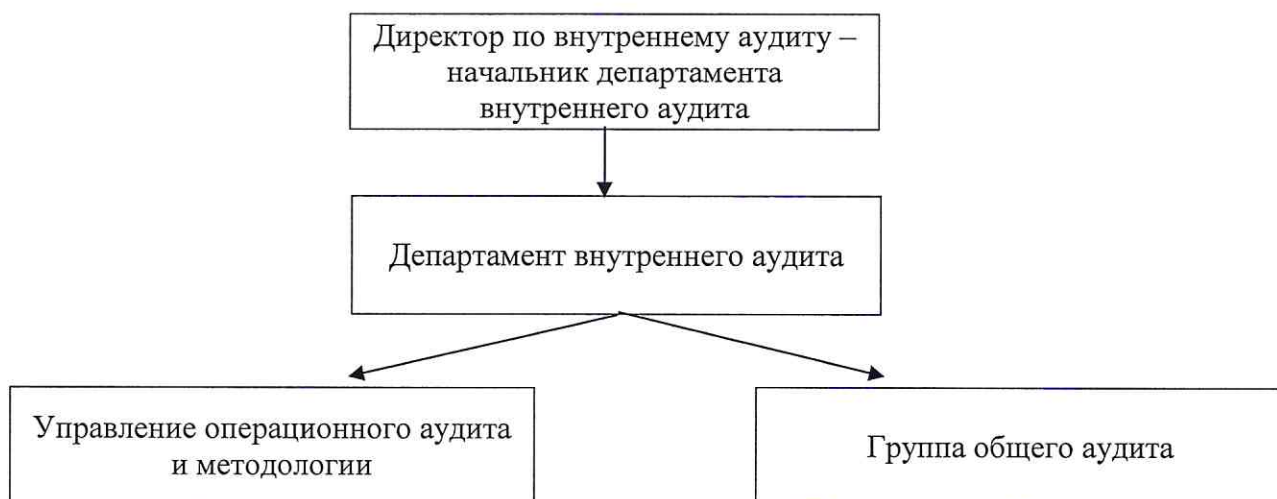 Директор по внутреннему аудиту –
начальник департамента
внутреннего аудита
Департамент внутреннего аудита
Управление операционного аудита
и методологии
Группа общего аудита